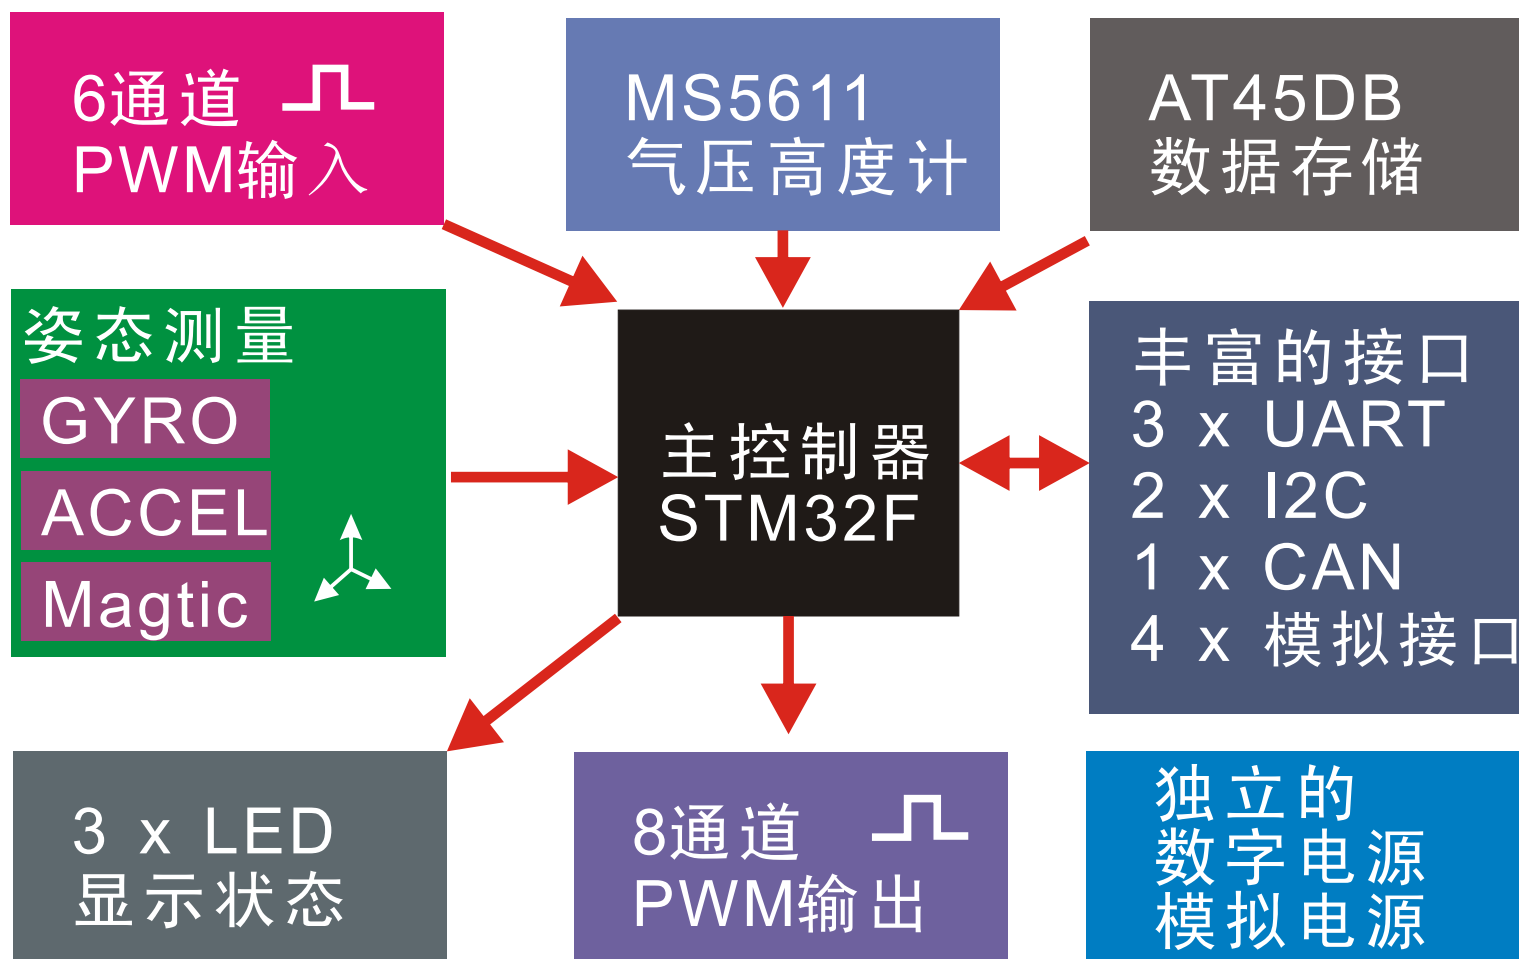 6通道
PWM输入
MS5611
气压高度计
AT45DB
数据存储
姿态测量
GYRO
ACCEL
Magtic
主控制器
STM32F
丰富的接口
3 x UART
2 x I2C
1 x CAN
4 x 模拟接口
3 x LED
显示状态
8通道
PWM输出
独立的
数字电源
模拟电源